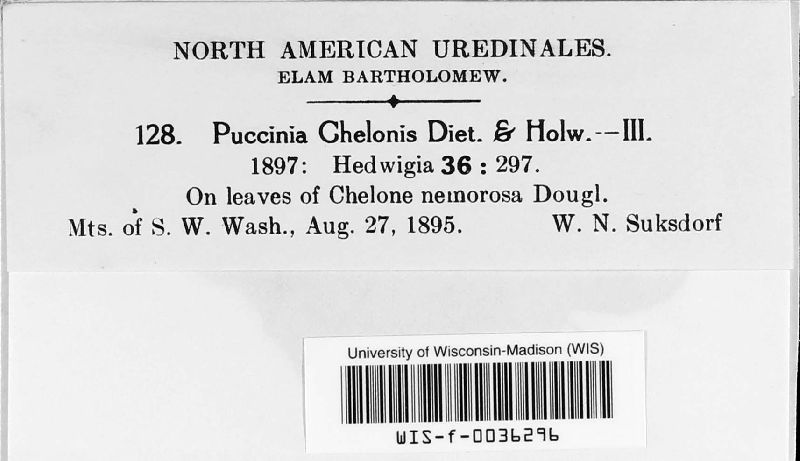 NORTH AMERICAN UREDINALES.
ELAM BARTHOLOMEW.
128. Puccinia Chelonis Diet. & Holw.--III.
1897: Hedwigia 36 : 297.
On leaves of Chelone nemorosa Dougl.
Mts. of S. W. Wash., Aug. 27, 1895. W. N. Suksdorf
University of Wisconsin-Madison (WIS)
WIS-f-0036296